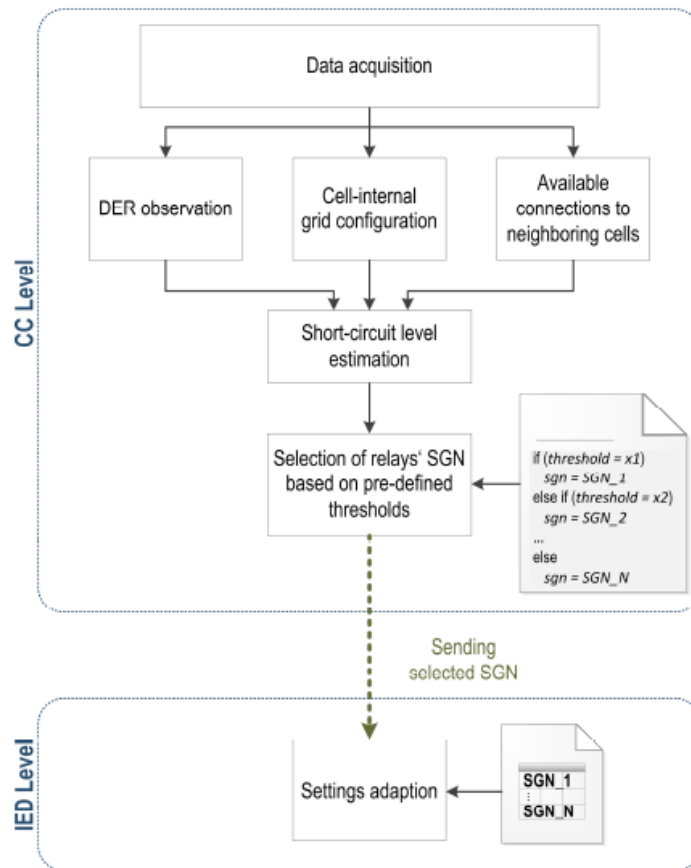 Data acquisition
DER observation
Cell-internal
grid configuration
Available
connections to
neighboring cells
CC Level
Short-circuit level
estimation
Selection of relays‘ SGN
based on pre-defined
thresholds
if (threshold = x1)
sgn = SGN_1
else if (threshold = x2)
sgn = SGN_2
...
else
sgn = SGN_N
Sending
selected SGN
IED Level
Settings adaption
SGN_1
⋮
SGN_N